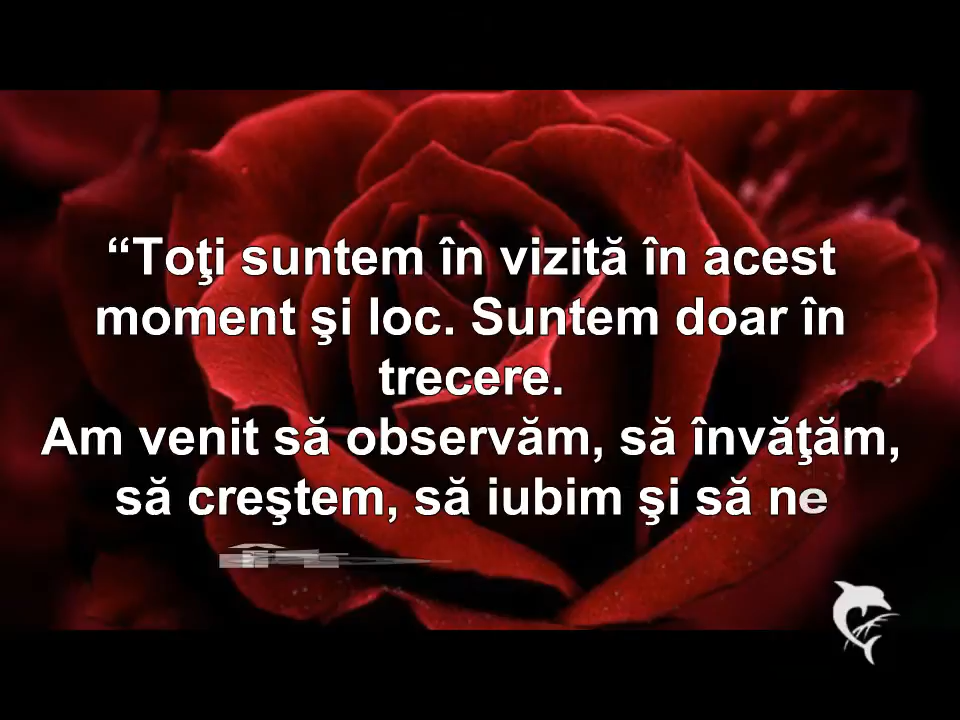 “Toţi suntem în vizită în acest
moment şi loc. Suntem doar în
trecere.
Am venit să observăm, să învăţăm,
să creştem, să iubim şi să ne